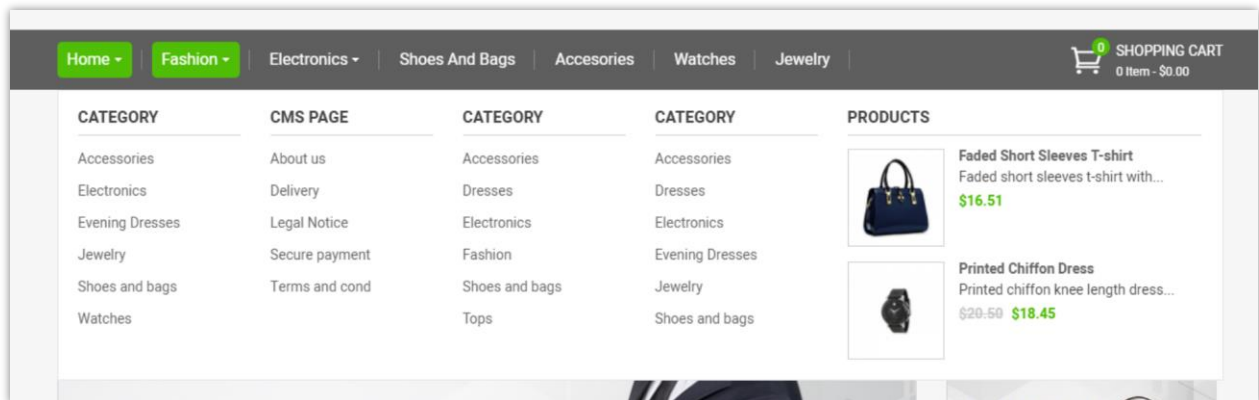 Home
Fashion
Electronics
Shoes And Bags
Accesories
Watches
Jewelry
0
SHOPPING CART
0 Item - $0.00
CATEGORY
Accessories
Electronics
Evening Dresses
Jewelry
Shoes and bags
Watches
CMS PAGE
About us
Delivery
Legal Notice
Secure payment
Terms and cond
CATEGORY
Accessories
Dresses
Electronics
Fashion
Shoes and bags
Tops
CATEGORY
Accessories
Dresses
Electronics
Evening Dresses
Jewelry
Shoes and bags
PRODUCTS
Faded Short Sleeves T-shirt
Faded short sleeves t-shirt with...
$16.51
Printed Chiffon Dress
Printed chiffon knee length dress...
$20.50 $18.45